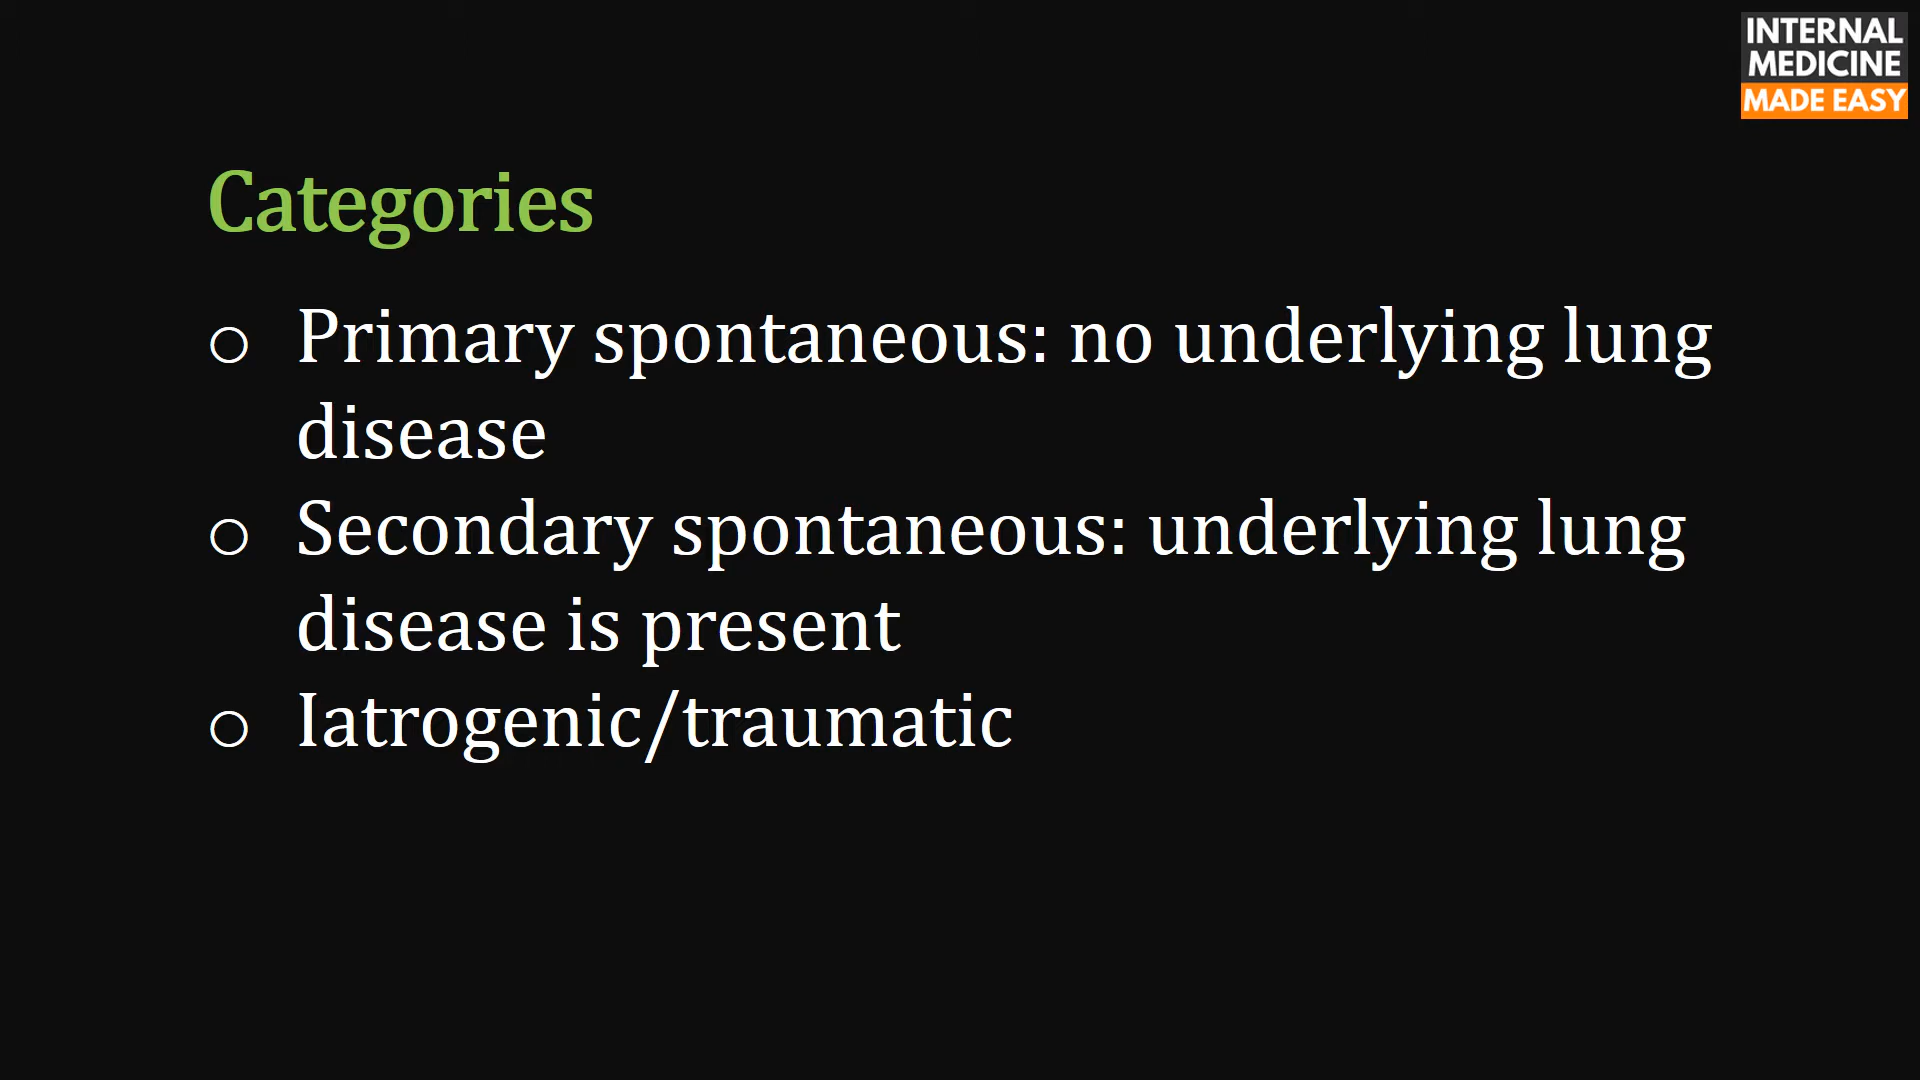 INTERNAL
MEDICINE
MADE EASY
Categories
o Primary spontaneous: no underlying lung
disease
o Secondary spontaneous: underlying lung
disease is present
o Iatrogenic/traumatic